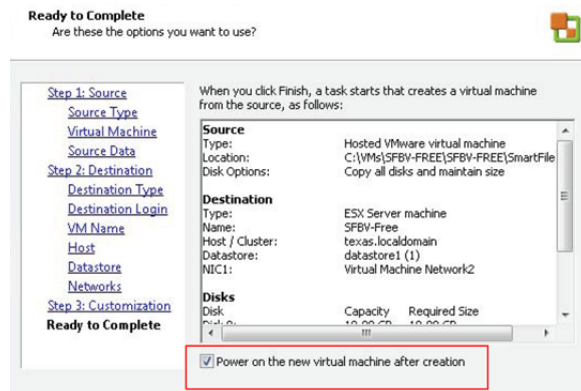 Ready to Complete
Are these the options you want to use?
Step 1: Source
Source Type
Virtual Machine
Source Data
Step 2: Destination
Destination Type
Destination Login
VM Name
Host
Datastore
Networks
Step 3: Customization
Ready to Complete
When you click Finish, a task starts that creates a virtual machine
from the source, as follows:
Source
Type: Hosted VMware virtual machine
Location: C:\VMs\SFBV-FREE\SFBV-FREE\SmartFile
Disk Options: Copy all disks and maintain size
Destination
Type: ESX Server machine
Name: SFBV-Free
Host / Cluster: texas.localdomain
Datastore: datastore1 (1)
NIC1: Virtual Machine Network2
Disks
Disk Capacity Required Size
Power on the new virtual machine after creation